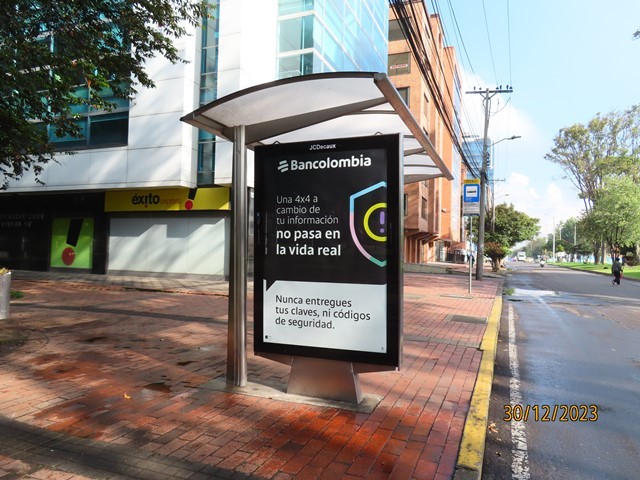 JCDecaux
Bancolombia
Una 4x4 a
cambio de
tu información
no pasa en
la vida real
Nunca entregues
tus claves, ni códigos
de seguridad.
éxito
30/12/2023